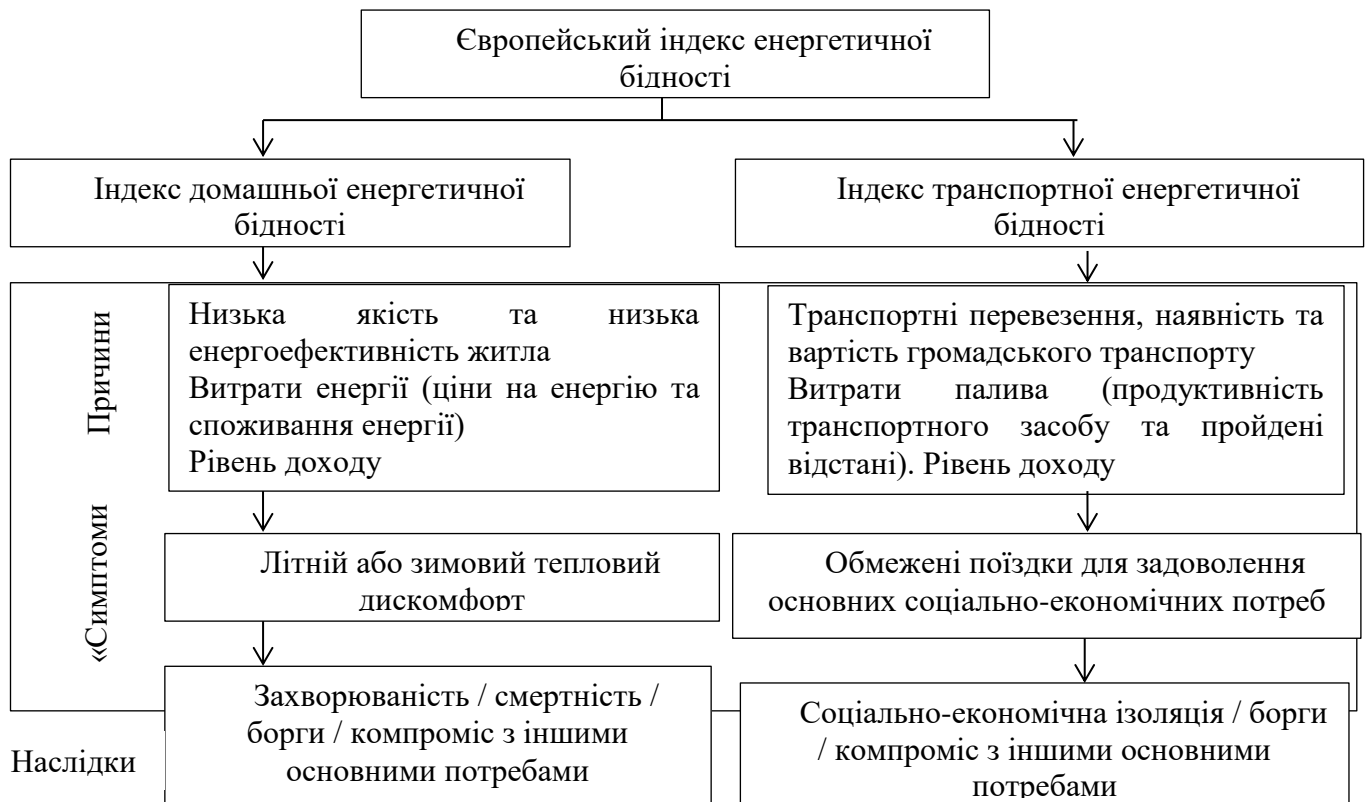 Європейський індекс енергетичної
бідності
Індекс домашньої енергетичної
бідності
Індекс транспортної енергетичної
бідності
Причини
Низька якість та низька
енергоефективність житла
Витрати енергії (ціни на енергію та
споживання енергії)
Рівень доходу
Транспортні перевезення, наявність та
вартість громадського транспорту
Витрати палива (продуктивність
транспортного засобу та пройдені
відстані). Рівень доходу
«Симптоми
Літній або зимовий тепловий
дискомфорт
Обмежені поїздки для задоволення
основних соціально-економічних потреб
Наслідки
Захворюваність / смертність /
борги / компроміс з іншими
основними потребами
Соціально-економічна ізоляція / борги
/ компроміс з іншими основними
потребами